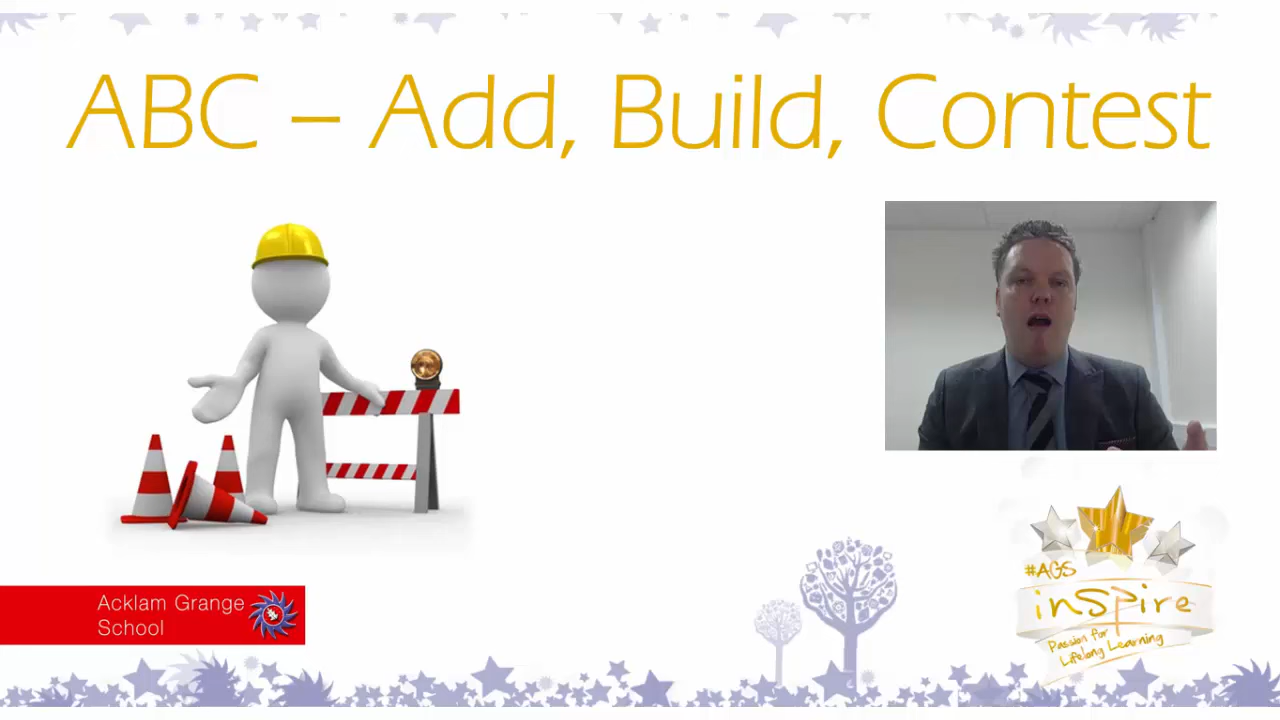 ABC – Add, Build, Contest
Acklam Grange
School
#AGS
inspire
Passion for
Lifelong Learning